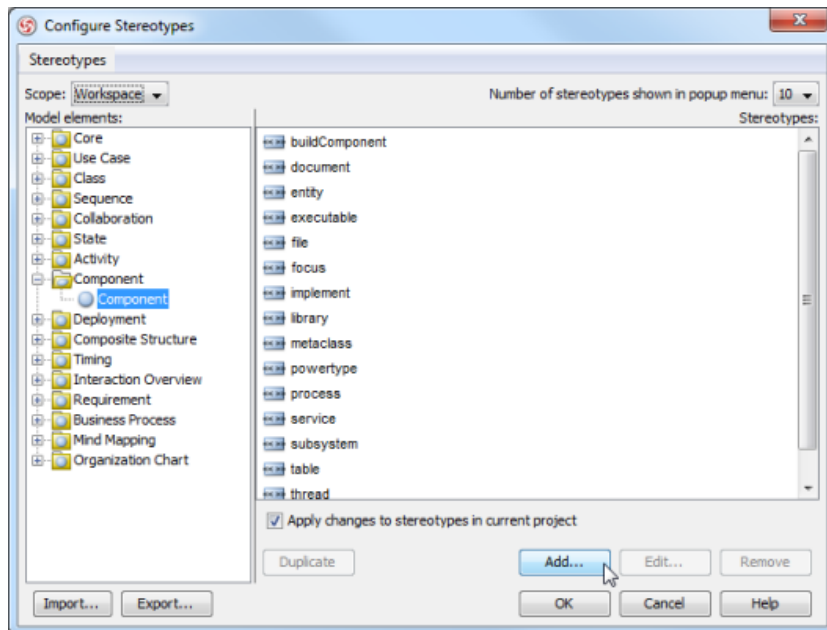 Configure Stereotypes
Stereotypes
Scope: Workspace
Number of stereotypes shown in popup menu: 10
Model elements:
Stereotypes:
Core
Use Case
Class
Sequence
Collaboration
State
Activity
Component
Component
Deployment
Composite Structure
Timing
Interaction Overview
Requirement
Business Process
Mind Mapping
Organization Chart
buildComponent
document
entity
executable
file
focus
implement
library
metaclass
powertype
process
service
subsystem
table
thread
Apply changes to stereotypes in current project
Duplicate
Add...
Edit...
Remove
Import...
Export...
OK
Cancel
Help